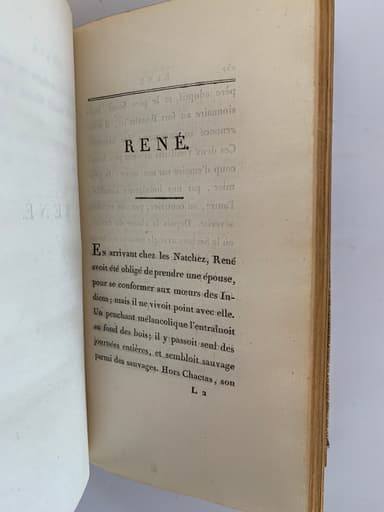 RENÉ.
En arrivant chez les Natchez, René
avoit été obligé de prendre une épouse,
pour se conformer aux mœurs des In-
diens; mais il ne vivoit point avec elle.
Un penchant mélancolique l'entraînoit
au fond des bois; il y passoit seul des
journées entières, et sembloit sauvage
parmi des sauvages. Hors Chactas, son
L 2